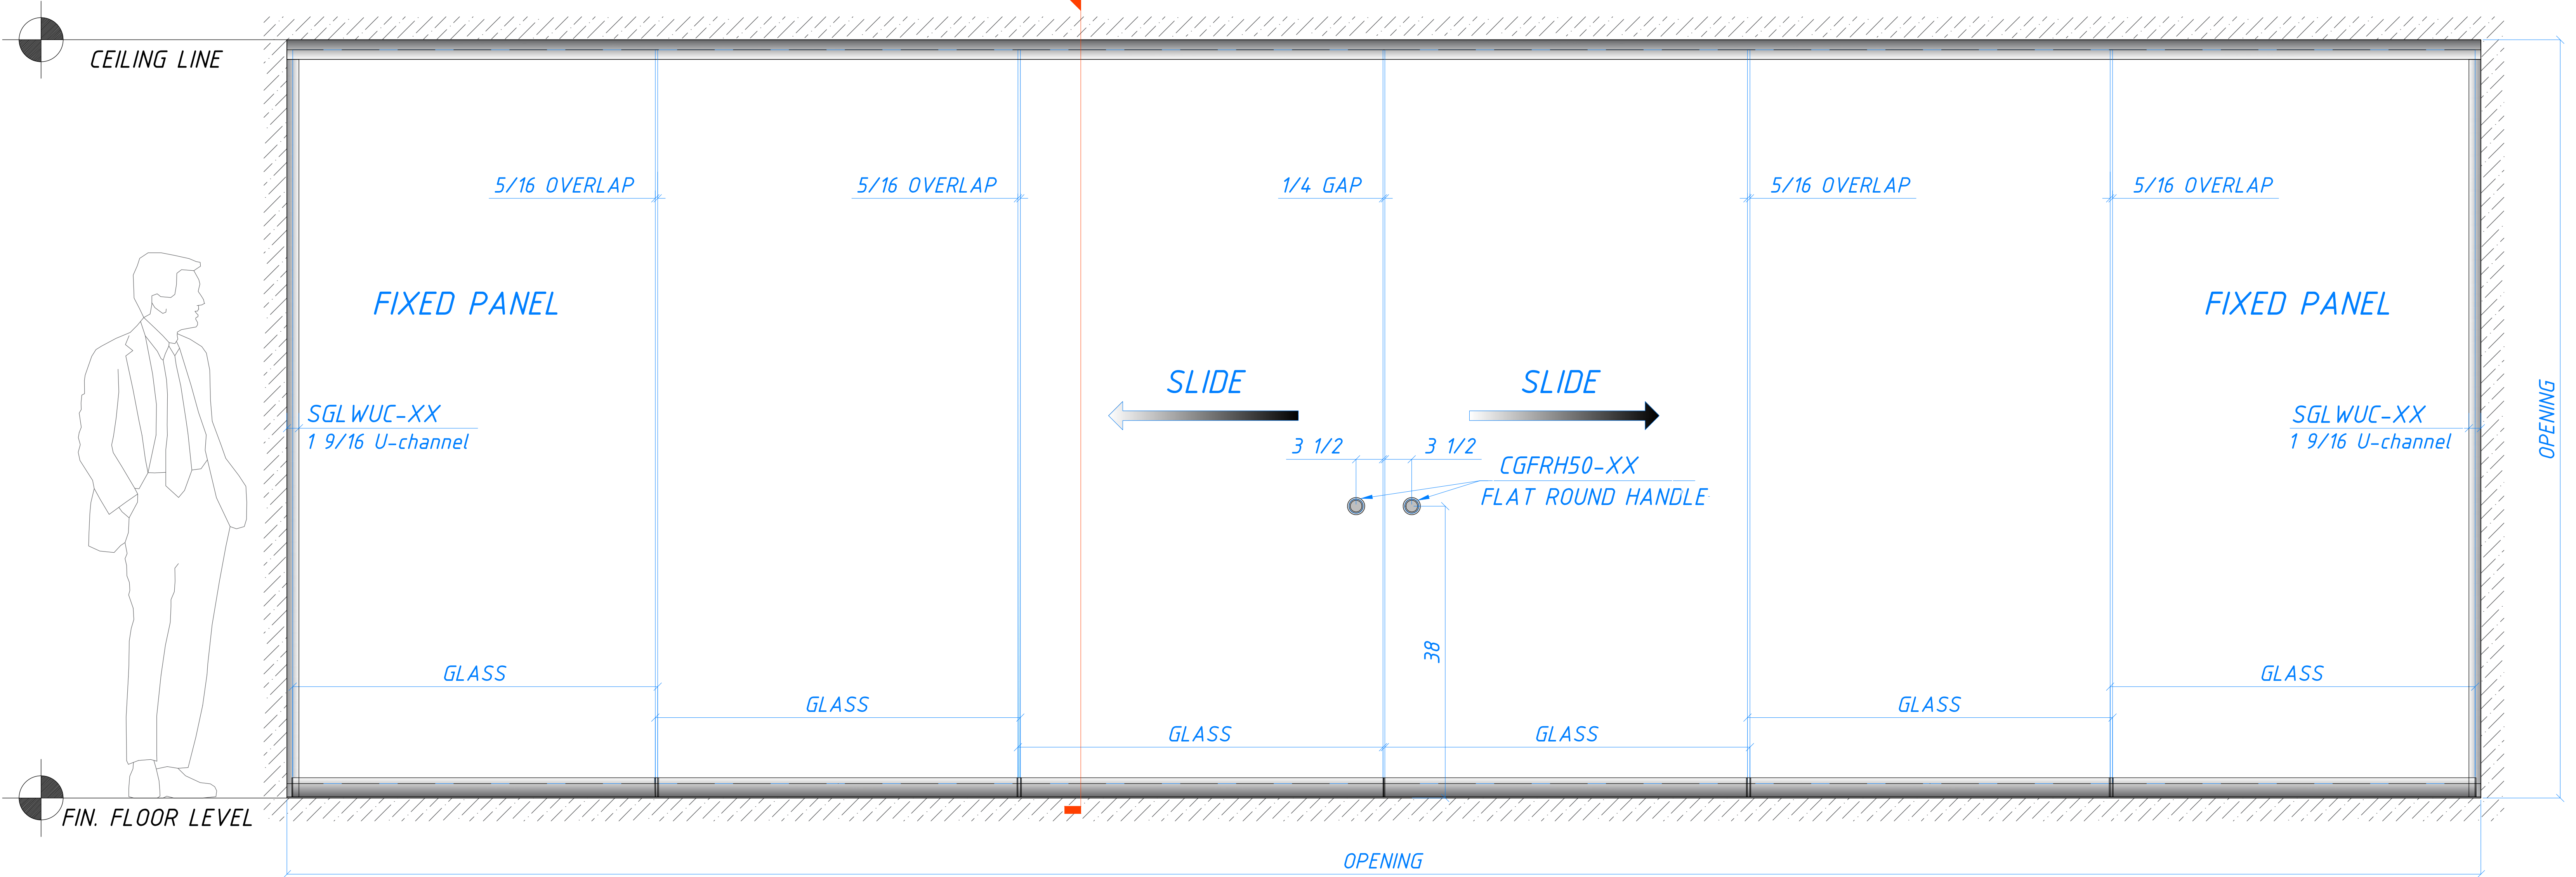 CEILING LINE
5/16 OVERLAP
5/16 OVERLAP
1/4 GAP
5/16 OVERLAP
5/16 OVERLAP
FIXED PANEL
FIXED PANEL
SLIDE
SLIDE
OPENING
SGLWUC-XX
1 9/16 U-channel
SGLWUC-XX
1 9/16 U-channel
3 1/2
3 1/2
CGFRH50-XX
FLAT ROUND HANDLE
38
GLASS
GLASS
GLASS
GLASS
GLASS
GLASS
FIN. FLOOR LEVEL
OPENING